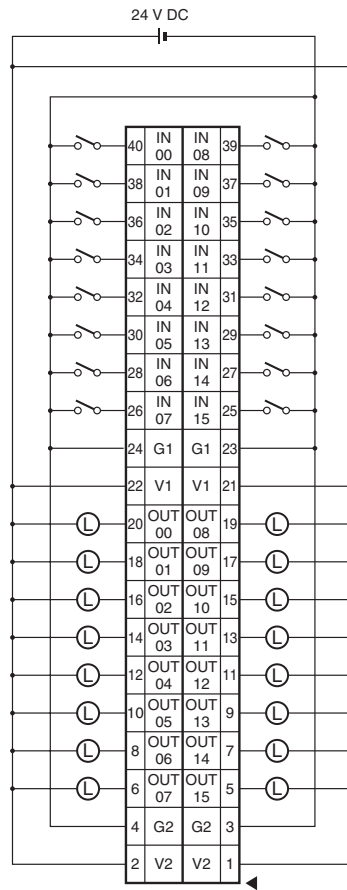 24 V DC
40 IN 00 IN 08 39
38 IN 01 IN 09 37
36 IN 02 IN 10 35
34 IN 03 IN 11 33
32 IN 04 IN 12 31
30 IN 05 IN 13 29
28 IN 06 IN 14 27
26 IN 07 IN 15 25
24 G1 G1 23
22 V1 V1 21
L 20 OUT 00 OUT 08 19 L
L 18 OUT 01 OUT 09 17 L
L 16 OUT 02 OUT 10 15 L
L 14 OUT 03 OUT 11 13 L
L 12 OUT 04 OUT 12 11 L
L 10 OUT 05 OUT 13 9 L
L 8 OUT 06 OUT 14 7 L
L 6 OUT 07 OUT 15 5 L
4 G2 G2 3
2 V2 V2 1